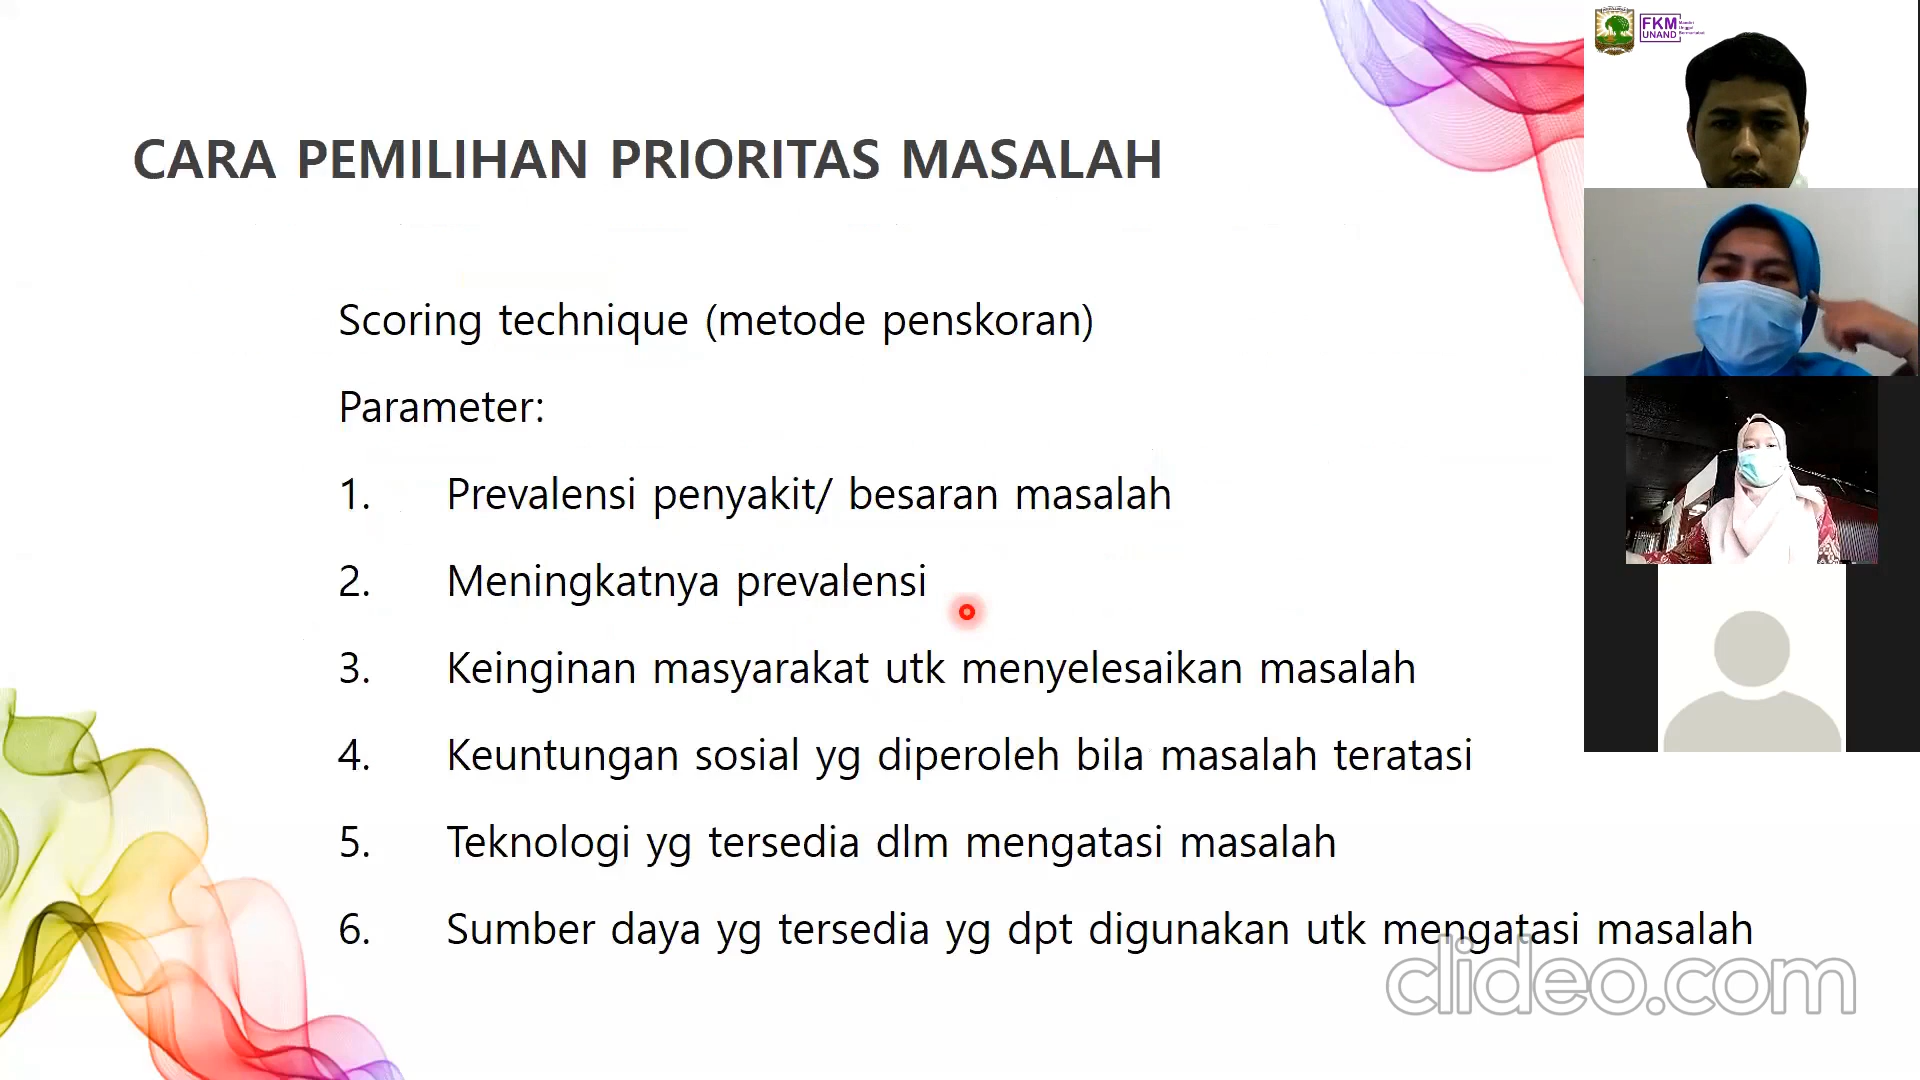 CARA PEMILIHAN PRIORITAS MASALAH
Scoring technique (metode penskoran)
Parameter:
1. Prevalensi penyakit/ besaran masalah
2. Meningkatnya prevalensi
3. Keinginan masyarakat utk menyelesaikan masalah
4. Keuntungan sosial yg diperoleh bila masalah teratasi
5. Teknologi yg tersedia dlm mengatasi masalah
6. Sumber daya yg tersedia yg dpt digunakan utk mengatasi masalah
FKM
UNAND
clideo.com